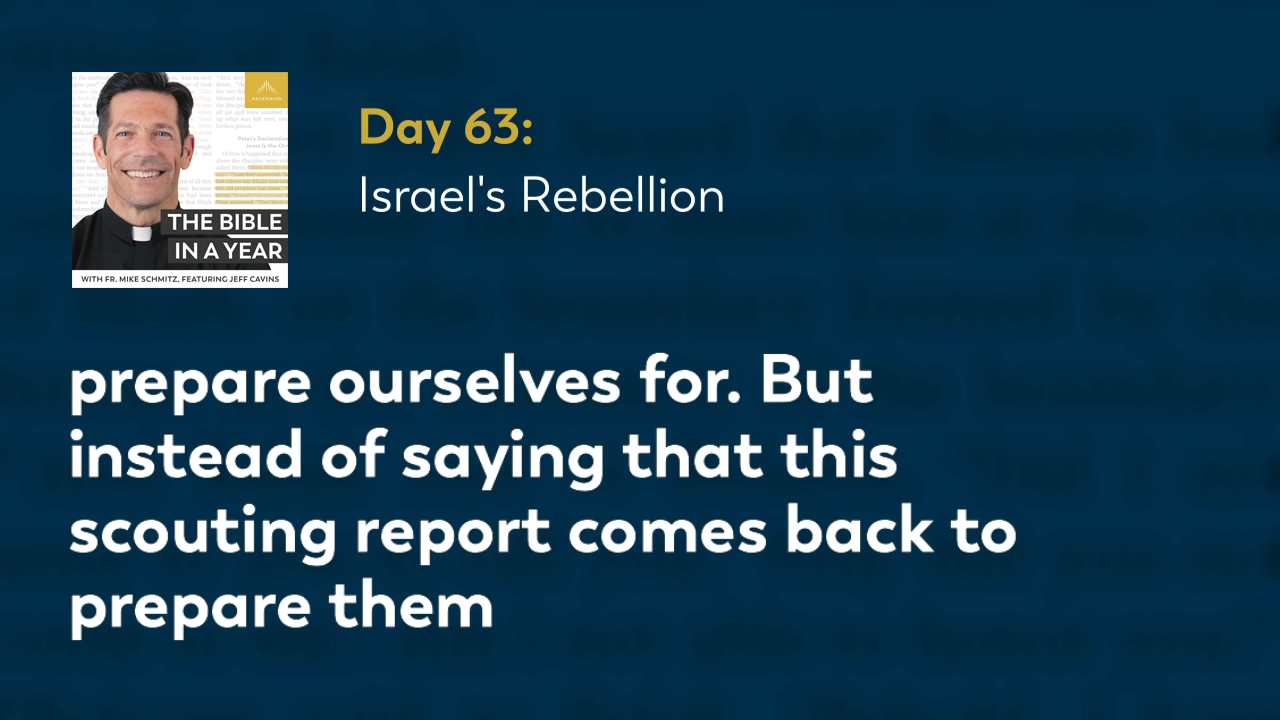 ASCENSION
Day 63:
Israel's Rebellion
THE BIBLE
IN A YEAR
WITH FR. MIKE SCHMITZ, FEATURING JEFF CAVINS
prepare ourselves for. But
instead of saying that this
scouting report comes back to
prepare them